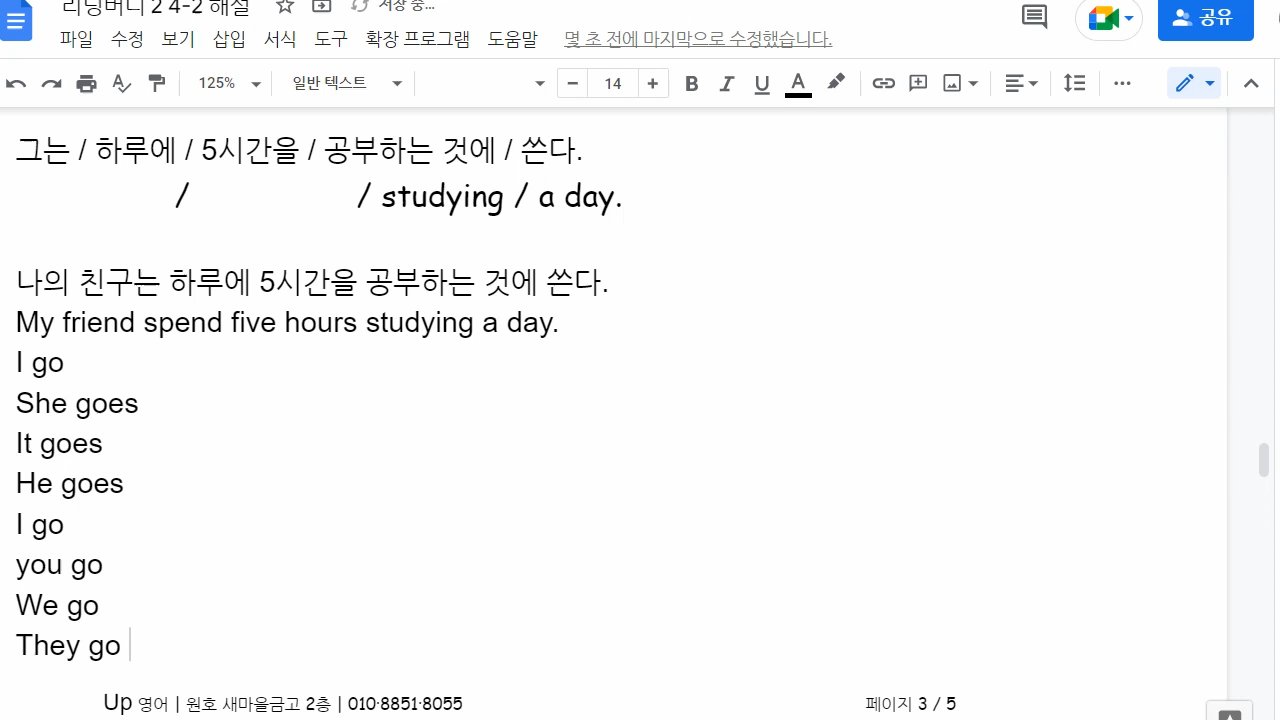 리딩버디 2 4-2 해설 저장 중...
파일 수정 보기 삽입 서식 도구 확장 프로그램 도움말 몇 초 전에 마지막으로 수정했습니다.
공유
125% 일반 텍스트 − 14 + B I U A
그는 / 하루에 / 5시간을 / 공부하는 것에 / 쓴다.
/ / studying / a day.
나의 친구는 하루에 5시간을 공부하는 것에 쓴다.
My friend spend five hours studying a day.
I go
She goes
It goes
He goes
I go
you go
We go
They go
Up 영어 | 원호 새마을금고 2층 | 010·8851·8055 페이지 3 / 5